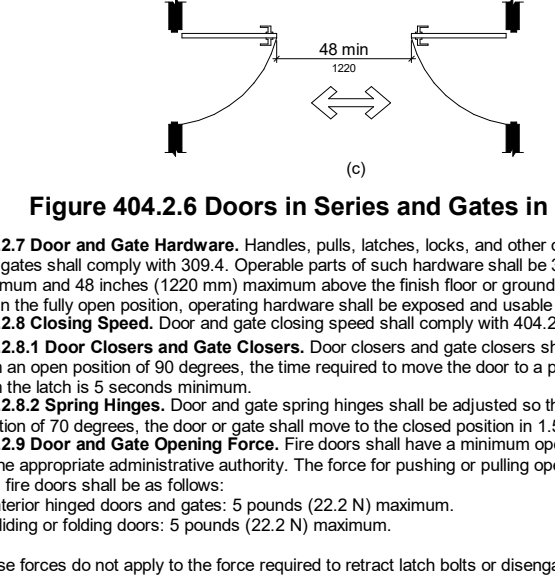 48 min
1220
(c)
Figure 404.2.6 Doors in Series and Gates in
2.7 Door and Gate Hardware. Handles, pulls, latches, locks, and other
gates shall comply with 309.4. Operable parts of such hardware shall be
mum and 48 inches (1220 mm) maximum above the finish floor or ground
in the fully open position, operating hardware shall be exposed and usable
2.8 Closing Speed. Door and gate closing speed shall comply with 404.2
2.8.1 Door Closers and Gate Closers. Door closers and gate closers
an open position of 90 degrees, the time required to move the door to a
the latch is 5 seconds minimum.
2.8.2 Spring Hinges. Door and gate spring hinges shall be adjusted so
tion of 70 degrees, the door or gate shall move to the closed position in 1.5
2.9 Door and Gate Opening Force. Fire doors shall have a minimum
appropriate administrative authority. The force for pushing or pulling
fire doors shall be as follows:
nterior hinged doors and gates: 5 pounds (22.2 N) maximum.
liding or folding doors: 5 pounds (22.2 N) maximum.
se forces do not apply to the force required to retract latch bolts or